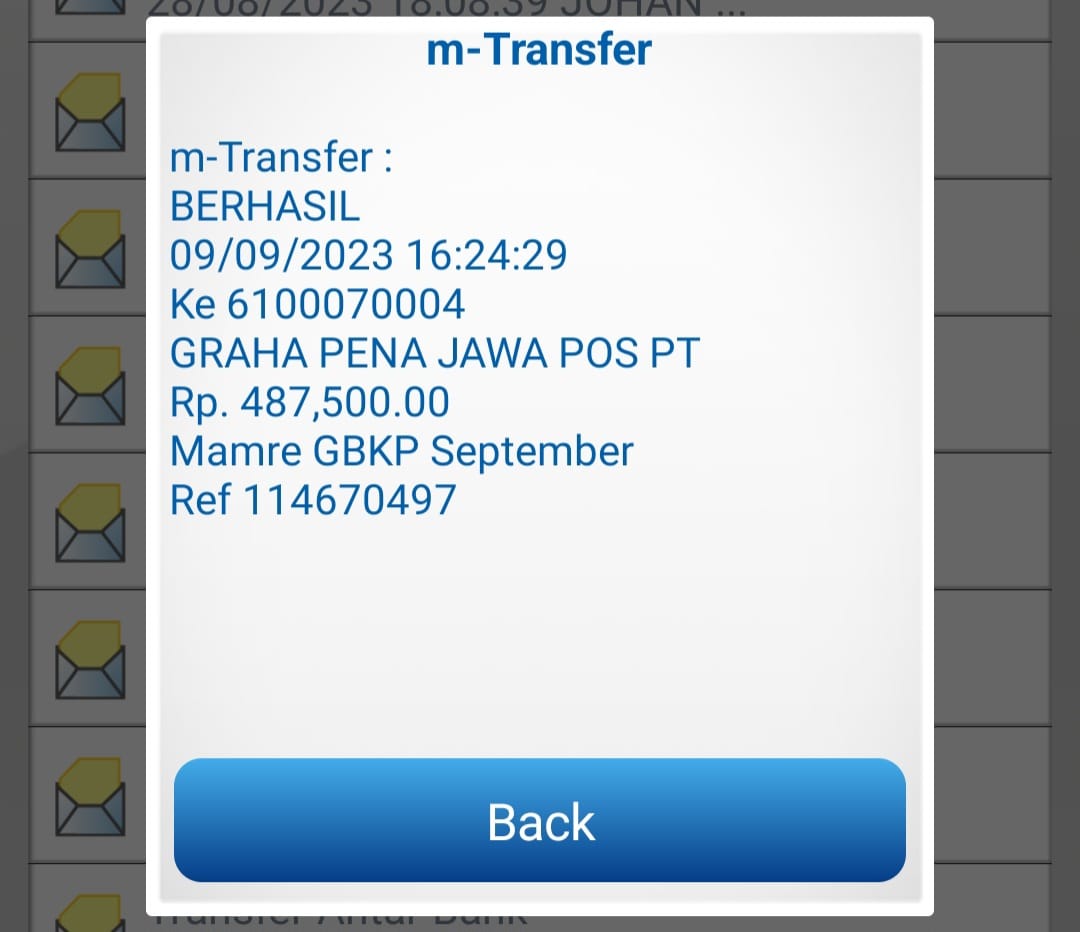 28/08/2023 18:08:39 JOHAN ...
m-Transfer
m-Transfer :
BERHASIL
09/09/2023 16:24:29
Ke 6100070004
GRAHA PENA JAWA POS PT
Rp. 487,500.00
Mamre GBKP September
Ref 114670497
Back
Transfer Antar Bank